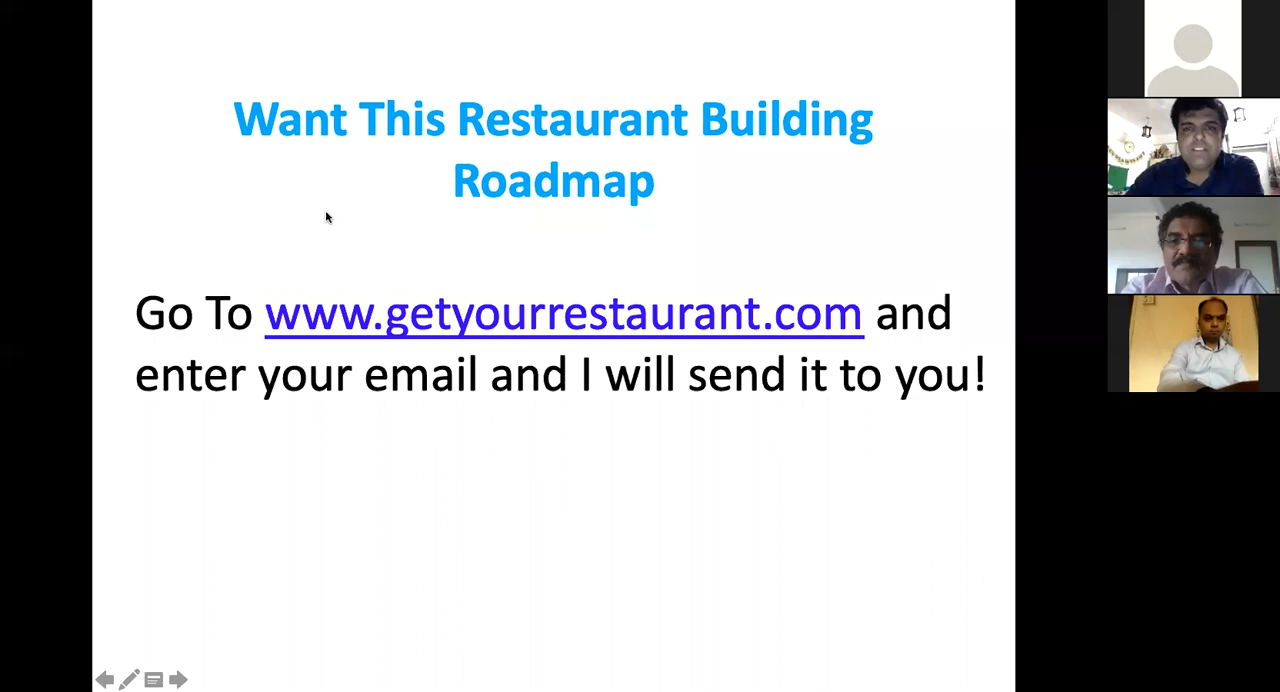 Want This Restaurant Building
Roadmap
Go To www.getyourrestaurant.com and
enter your email and I will send it to you!